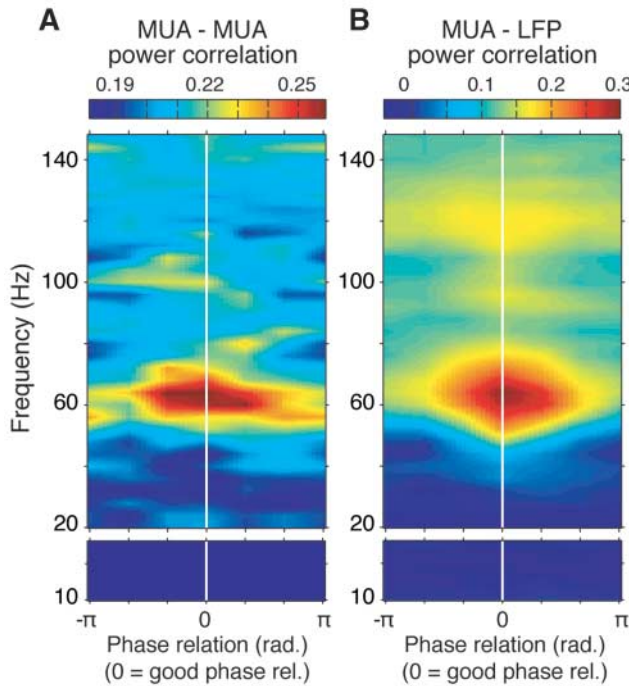 A
MUA - MUA
power correlation
0.19 0.22 0.25
B
MUA - LFP
power correlation
0 0.1 0.2 0.3
Frequency (Hz)
140
100
60
20
10
140
100
60
20
10
-π 0 π
Phase relation (rad.)
(0 = good phase rel.)
-π 0 π
Phase relation (rad.)
(0 = good phase rel.)